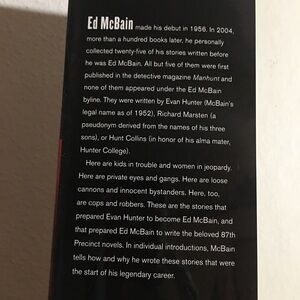 Ed McBain made his debut in 1956. In 2004,
more than a hundred books later, he personally
collected twenty-five of his stories written before
he was Ed McBain. All but five of them were first
published in the detective magazine Manhunt and
none of them appeared under the Ed McBain
byline. They were written by Evan Hunter (McBain's
legal name as of 1952), Richard Marsten (a
pseudonym derived from the names of his three
sons), or Hunt Collins (in honor of his alma mater,
Hunter College).
Here are kids in trouble and women in jeopardy.
Here are private eyes and gangs. Here are loose
cannons and innocent bystanders. Here, too,
are cops and robbers. These are the stories that
prepared Evan Hunter to become Ed McBain, and
that prepared Ed McBain to write the beloved 87th
Precinct novels. In individual introductions, McBain
tells how and why he wrote these stories that were
the start of his legendary career.